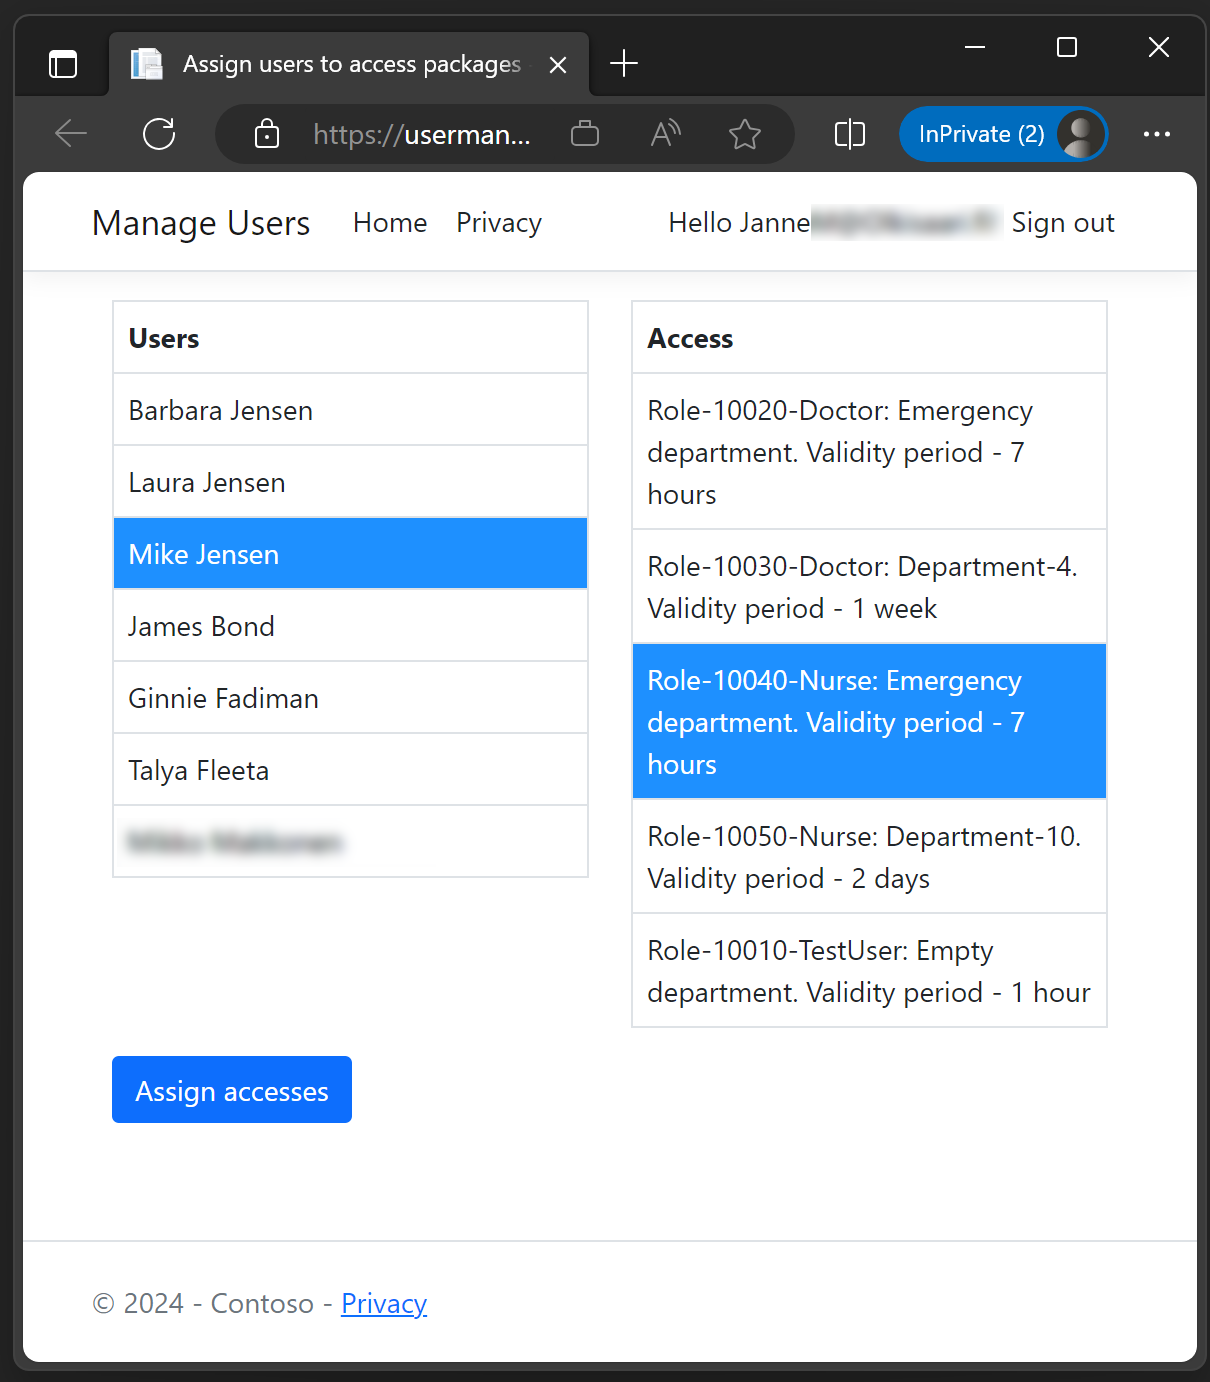 Assign users to access packages
https://userman...
InPrivate (2)
Manage Users Home Privacy Hello Janne Sign out
Users
Barbara Jensen
Laura Jensen
Mike Jensen
James Bond
Ginnie Fadiman
Talya Fleeta
Access
Role-10020-Doctor: Emergency
department. Validity period - 7
hours
Role-10030-Doctor: Department-4.
Validity period - 1 week
Role-10040-Nurse: Emergency
department. Validity period - 7
hours
Role-10050-Nurse: Department-10.
Validity period - 2 days
Role-10010-TestUser: Empty
department. Validity period - 1 hour
Assign accesses
© 2024 - Contoso - Privacy